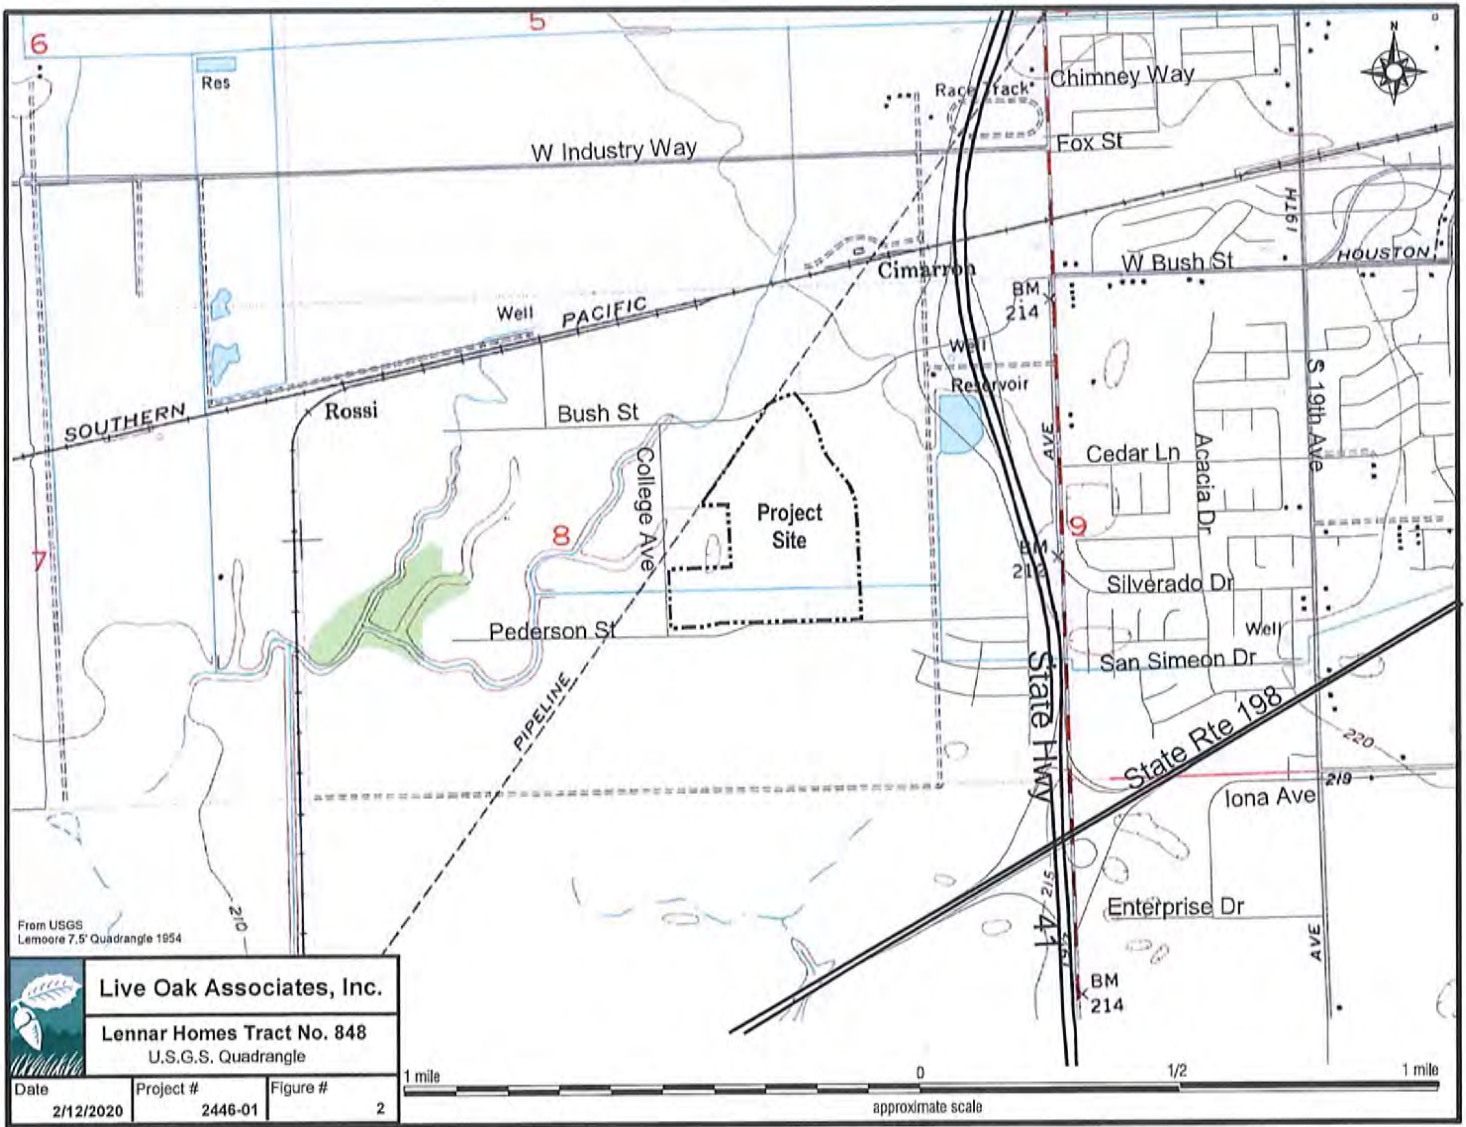 6
5
N
Res
Race Track
Chimney Way
Fox St
W Industry Way
19TH
Cimarron
W Bush St
HOUSTON
BM
214
Well
SOUTHERN
PACIFIC
Well
Reservoir
Rossi
Bush St
S 19th Ave
AVE
Cedar Ln
Acacia Dr
College Ave
Project
Site
8
9
7
BM
Silverado Dr
Pederson St
Well
San Simeon Dr
State Hwy
41
PIPELINE
State Rte 198
220
219
Iona Ave
215
Enterprise Dr
210
AVE
BM
214
From USGS
Lemoore 7.5' Quadrangle 1954
Live Oak Associates, Inc.
Lennar Homes Tract No. 848
U.S.G.S. Quadrangle
Date
2/12/2020
Project #
2446-01
Figure #
2
1 mile
0
1/2
1 mile
approximate scale